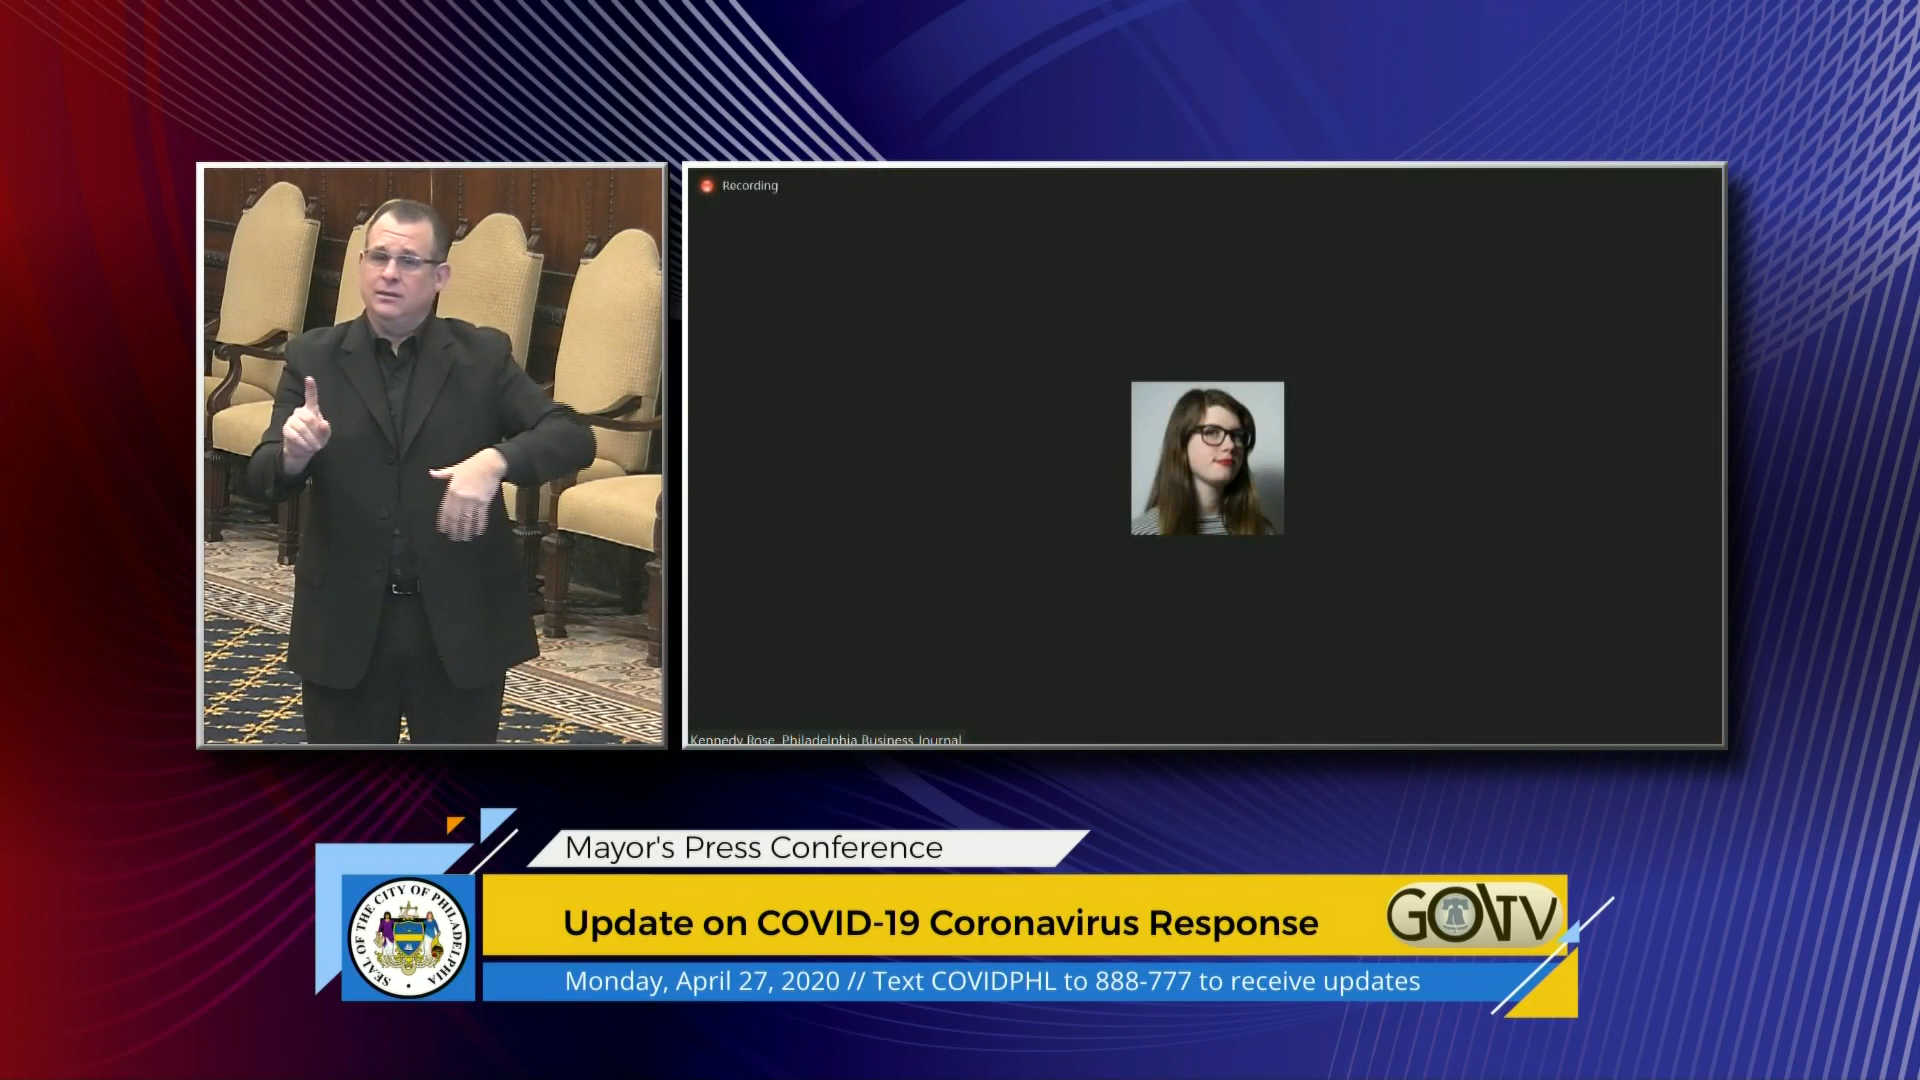 Recording
Kennedy Rose, Philadelphia Business Journal
Mayor's Press Conference
SEAL OF THE CITY OF PHILADELPHIA
Update on COVID-19 Coronavirus Response
GOVTV
Monday, April 27, 2020 // Text COVIDPHL to 888-777 to receive updates